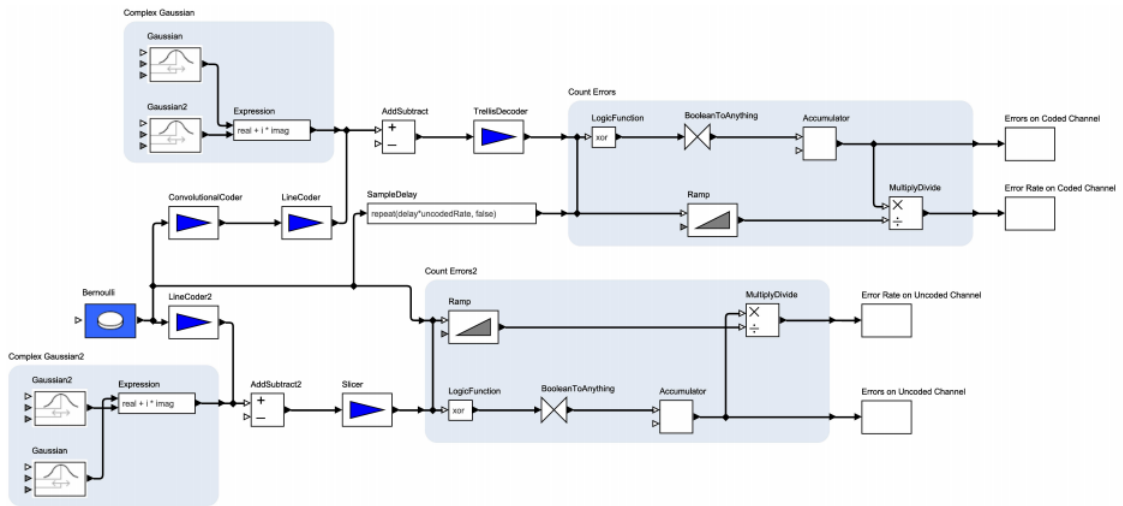 Complex Gaussian
Gaussian
Gaussian2
Expression
real + i * imag
AddSubtract
+
−
TrellisDecoder
Count Errors
LogicFunction
xor
BooleanToAnything
Accumulator
Errors on Coded Channel
ConvolutionalCoder
LineCoder
SampleDelay
repeat(delay*uncodedRate, false)
Ramp
MultiplyDivide
×
÷
Error Rate on Coded Channel
Bernoulli
LineCoder2
Count Errors2
Ramp
MultiplyDivide
×
÷
Error Rate on Uncoded Channel
Complex Gaussian2
Gaussian2
Expression
real + i * imag
Gaussian
AddSubtract2
+
−
Slicer
LogicFunction
xor
BooleanToAnything
Accumulator
Errors on Uncoded Channel